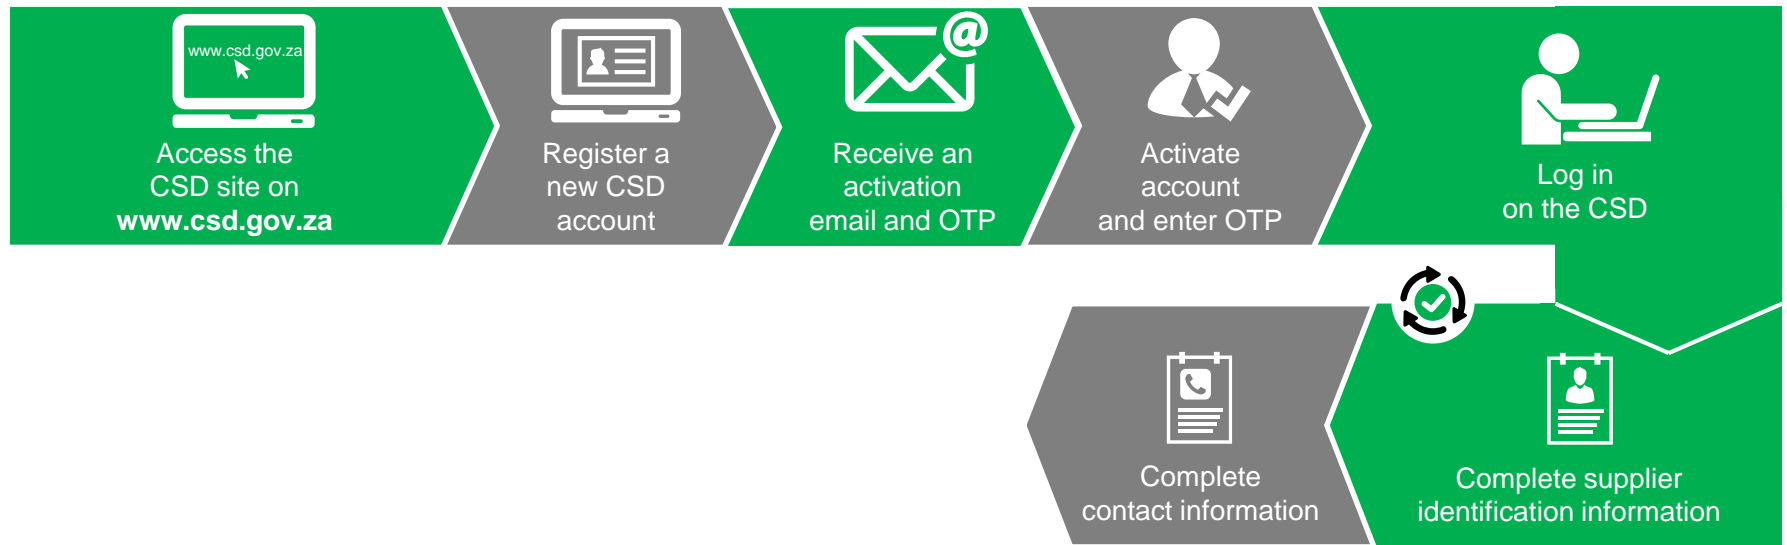 www.csd.gov.za
Access the
CSD site on
www.csd.gov.za
Register a
new CSD
account
Receive an
activation
email and OTP
Activate
account
and enter OTP
Log in
on the CSD
Complete supplier
identification information
Complete
contact information